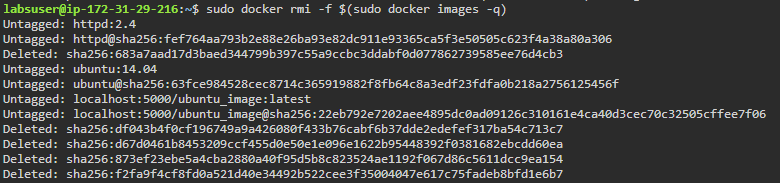 labsuser@ip-172-31-29-216:~$ sudo docker rmi -f $(sudo docker images -q)
Untagged: httpd:2.4
Untagged: httpd@sha256:fef764aa793b2e88e26ba93e82dc911e93365ca5f3e50505c623f4a38a80a306
Deleted: sha256:683a7aad17d3baed344799b397c55a9ccbc3ddabf0d077862739585ee76d4cb3
Untagged: ubuntu:14.04
Untagged: ubuntu@sha256:63fce984528cec8714c365919882f8fb64c8a3edf23fdfa0b218a2756125456f
Untagged: localhost:5000/ubuntu_image:latest
Untagged: localhost:5000/ubuntu_image@sha256:22eb792e7202aee4895dc0ad09126c310161e4ca40d3cec70c32505cffee7f06
Deleted: sha256:df043b4f0cf196749a9a426080f433b76cabf6b37dde2edefef317ba54c713c7
Deleted: sha256:d67d0461b8453209ccf455d0e50e1e096e1622b95448392f0381682ebcdd60ea
Deleted: sha256:873ef23ebe5a4cba2880a40f95d5b8c823524ae1192f067d86c5611dcc9ea154
Deleted: sha256:f2fa9f4cf8fd0a521d40e34492b522cee3f35004047e617c75fadeb8bfd1e6b7